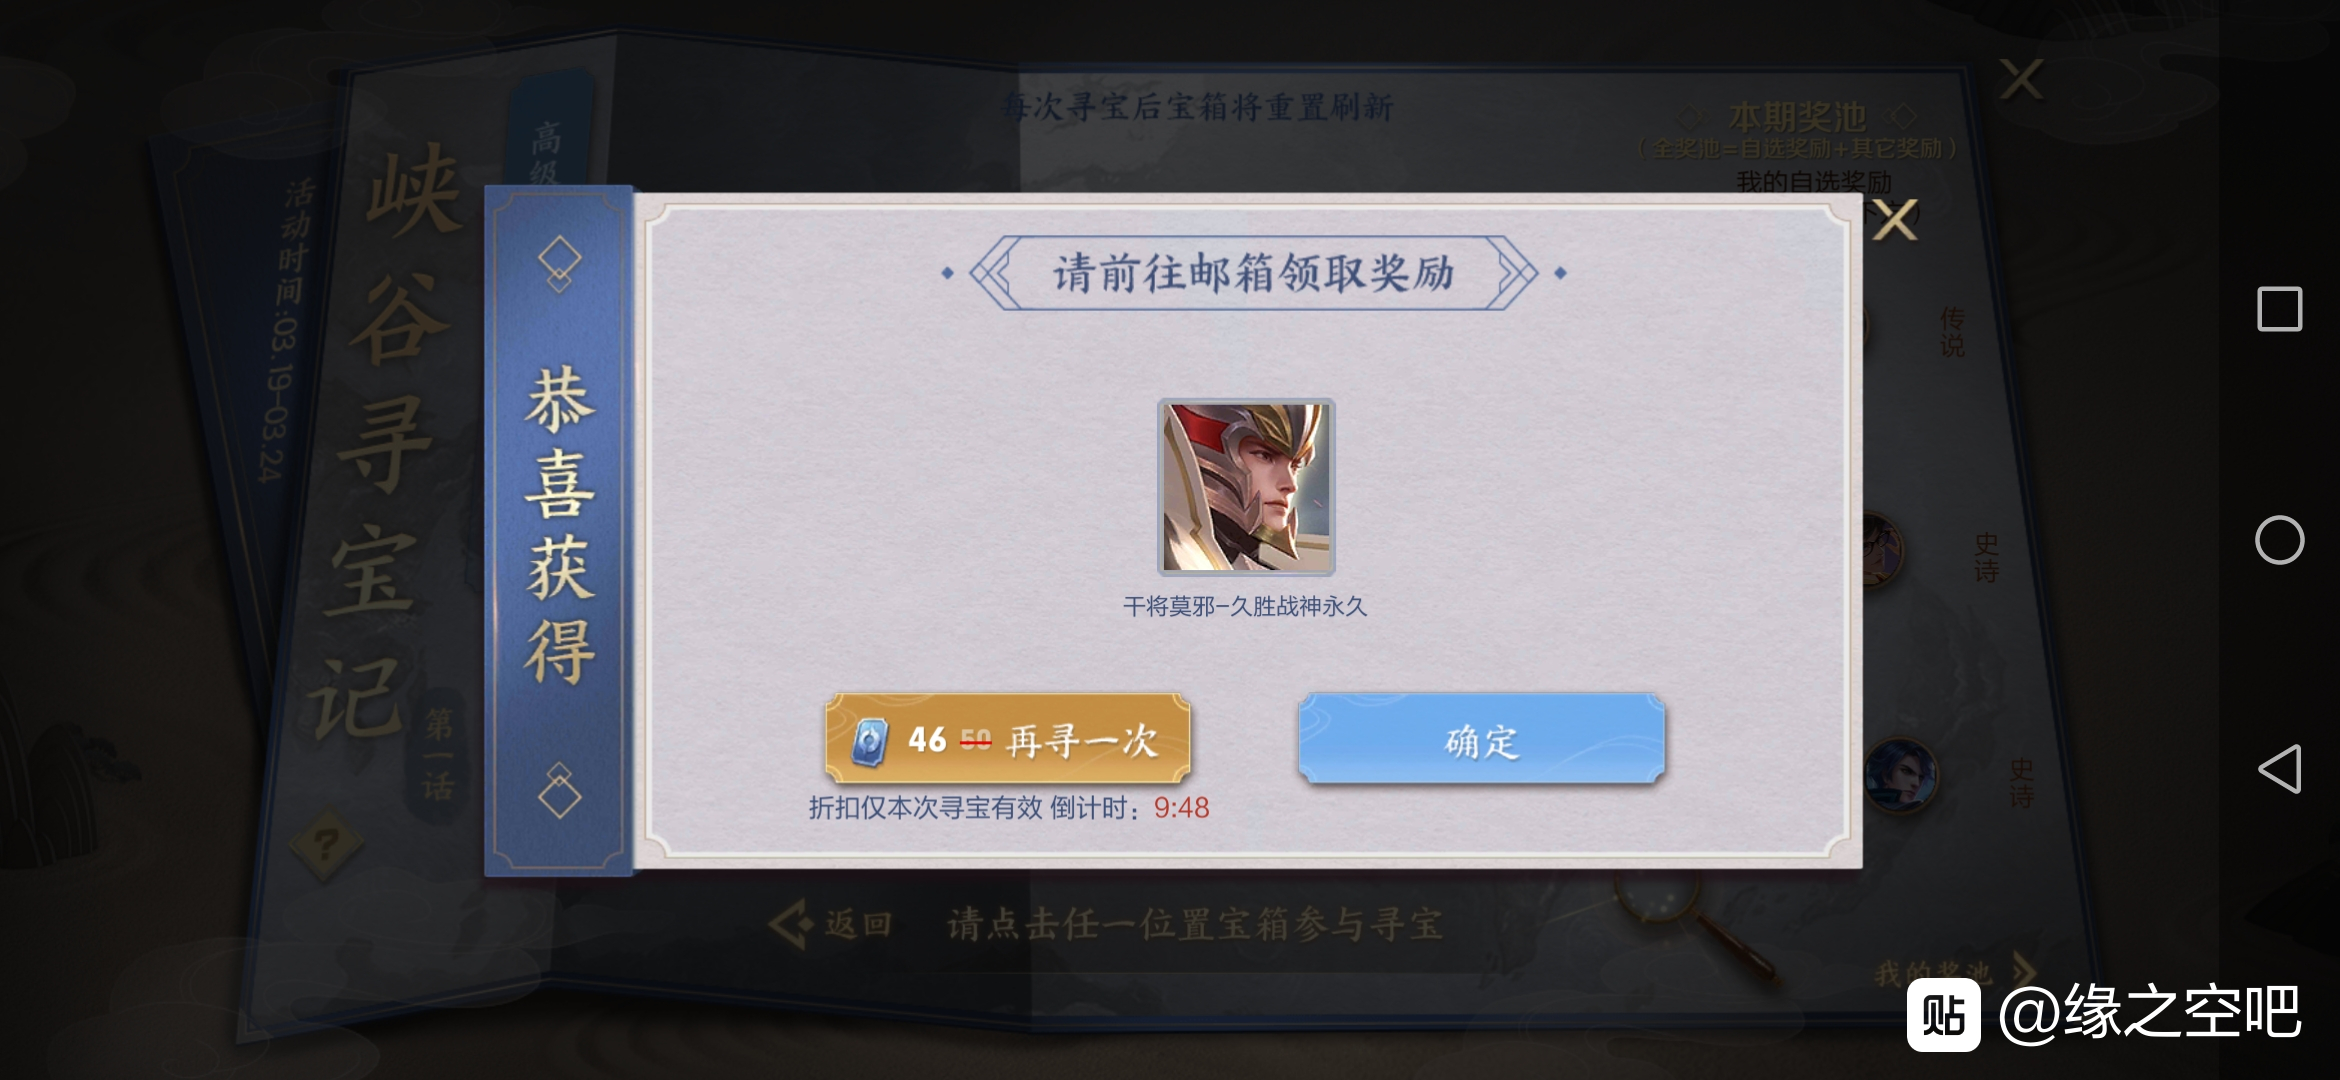 每次寻宝后宝箱将重置刷新
本期奖池
(全奖池=自选奖励+其它奖励)
我的自选奖励
高级
活动时间:03.19-03.24
峡谷寻宝记
第一话
?
请前往邮箱领取奖励
恭喜获得
干将莫邪-久胜战神永久
46 50 再寻一次
确定
折扣仅本次寻宝有效 倒计时：9:48
传说
史诗
史诗
返回
请点击任一位置宝箱参与寻宝
我的奖池
贴 @缘之空吧